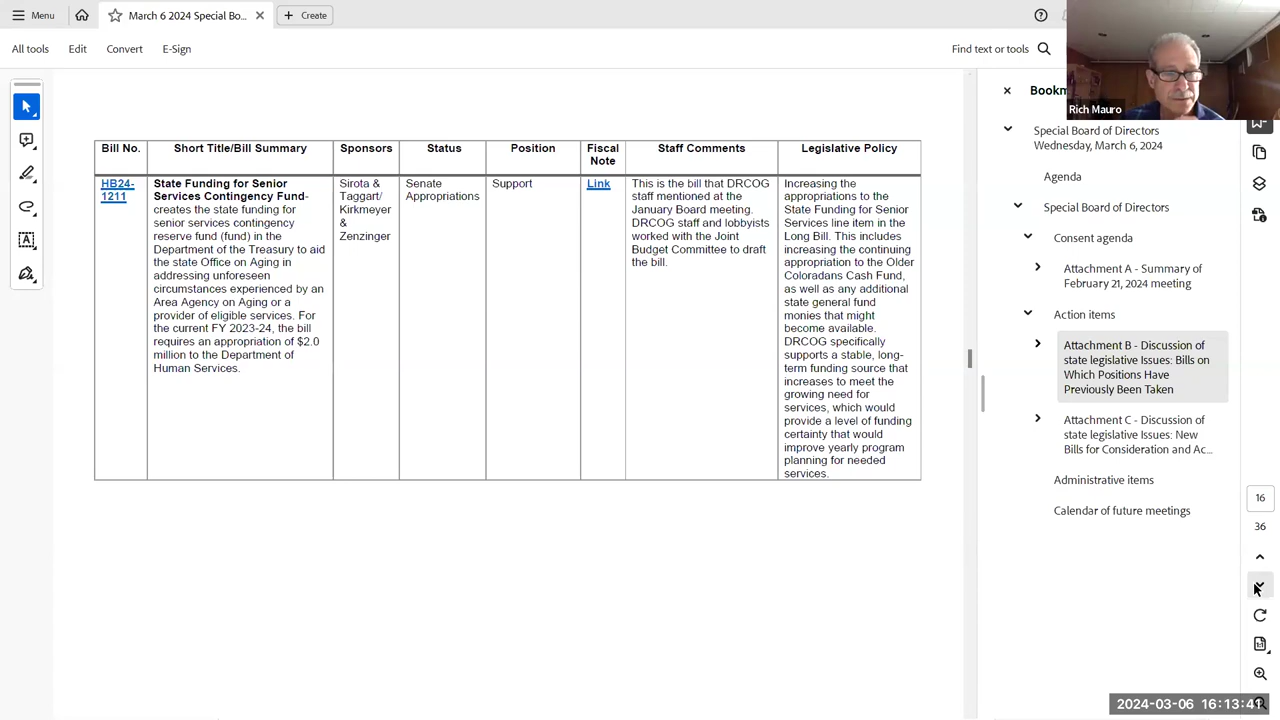 Menu
March 6 2024 Special Bo...
Create
All tools
Edit
Convert
E-Sign
Find text or tools
Rich Mauro
Bill No.
Short Title/Bill Summary
Sponsors
Status
Position
Fiscal
Note
Staff Comments
Legislative Policy
HB24-
1211
State Funding for Senior
Services Contingency Fund-
creates the state funding for
senior services contingency
reserve fund (fund) in the
Department of the Treasury to aid
the state Office on Aging in
addressing unforeseen
circumstances experienced by an
Area Agency on Aging or a
provider of eligible services. For
the current FY 2023-24, the bill
requires an appropriation of $2.0
million to the Department of
Human Services.
Sirota &
Taggart/
Kirkmeyer
&
Zenzinger
Senate
Appropriations
Support
Link
This is the bill that DRCOG
staff mentioned at the
January Board meeting.
DRCOG staff and lobbyists
worked with the Joint
Budget Committee to draft
the bill.
Increasing the
appropriations to the
State Funding for Senior
Services line item in the
Long Bill. This includes
increasing the continuing
appropriation to the Older
Coloradans Cash Fund,
as well as any additional
state general fund
monies that might
become available.
DRCOG specifically
supports a stable, long-
term funding source that
increases to meet the
growing need for
services, which would
provide a level of funding
certainty that would
improve yearly program
planning for needed
services.
Special Board of Directors
Wednesday, March 6, 2024
Agenda
Special Board of Directors
Consent agenda
Attachment A - Summary of
February 21, 2024 meeting
Action items
Attachment B - Discussion of
state legislative Issues: Bills on
Which Positions Have
Previously Been Taken
Attachment C - Discussion of
state legislative Issues: New
Bills for Consideration and Ac...
Administrative items
Calendar of future meetings
16
36
2024-03-06 16:13:41